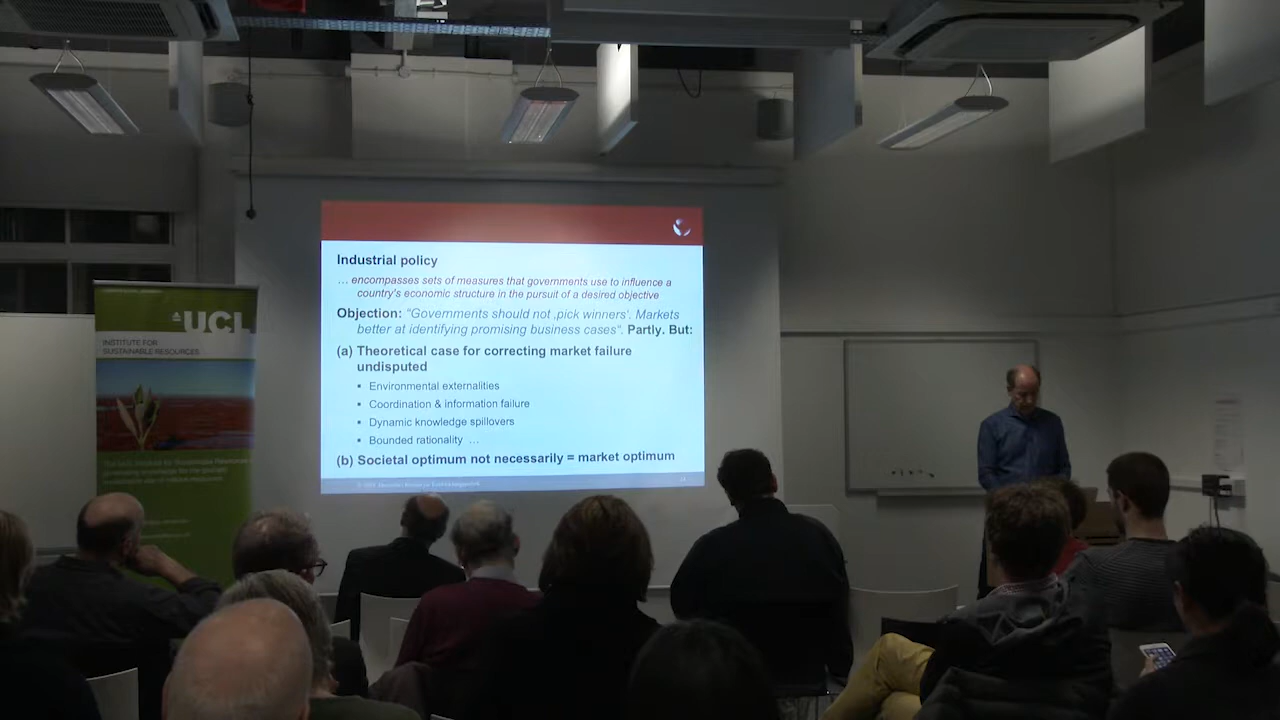 Industrial policy
… encompasses sets of measures that governments use to influence a
country's economic structure in the pursuit of a desired objective
Objection: "Governments should not ‚pick winners'. Markets
better at identifying promising business cases". Partly. But:
(a) Theoretical case for correcting market failure
undisputed
▪ Environmental externalities
▪ Coordination & information failure
▪ Dynamic knowledge spillovers
▪ Bounded rationality …
(b) Societal optimum not necessarily = market optimum
UCL
INSTITUTE FOR
SUSTAINABLE RESOURCES